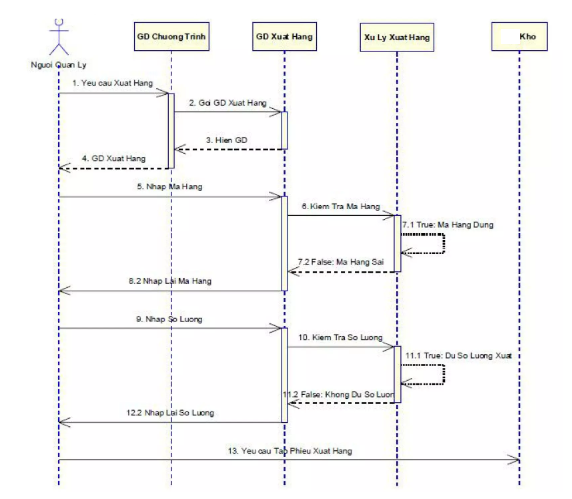 GD Chuong Trinh
GD Xuat Hang
Xu Ly Xuat Hang
Kho
Nguoi Quan Ly
1. Yeu cau Xuat Hang
2. Goi GD Xuat Hang
3. Hien GD
4. GD Xuat Hang
5. Nhap Ma Hang
6. Kiem Tra Ma Hang
7.1 True: Ma Hang Dung
7.2 False: Ma Hang Sai
8.2 Nhap Lai Ma Hang
9. Nhap So Luong
10. Kiem Tra So Luong
11.1 True: Du So Luong Xuat
11.2 False: Khong Du So Luon
12.2 Nhap Lai So Luong
13. Yeu cau Tao Phieu Xuat Hang